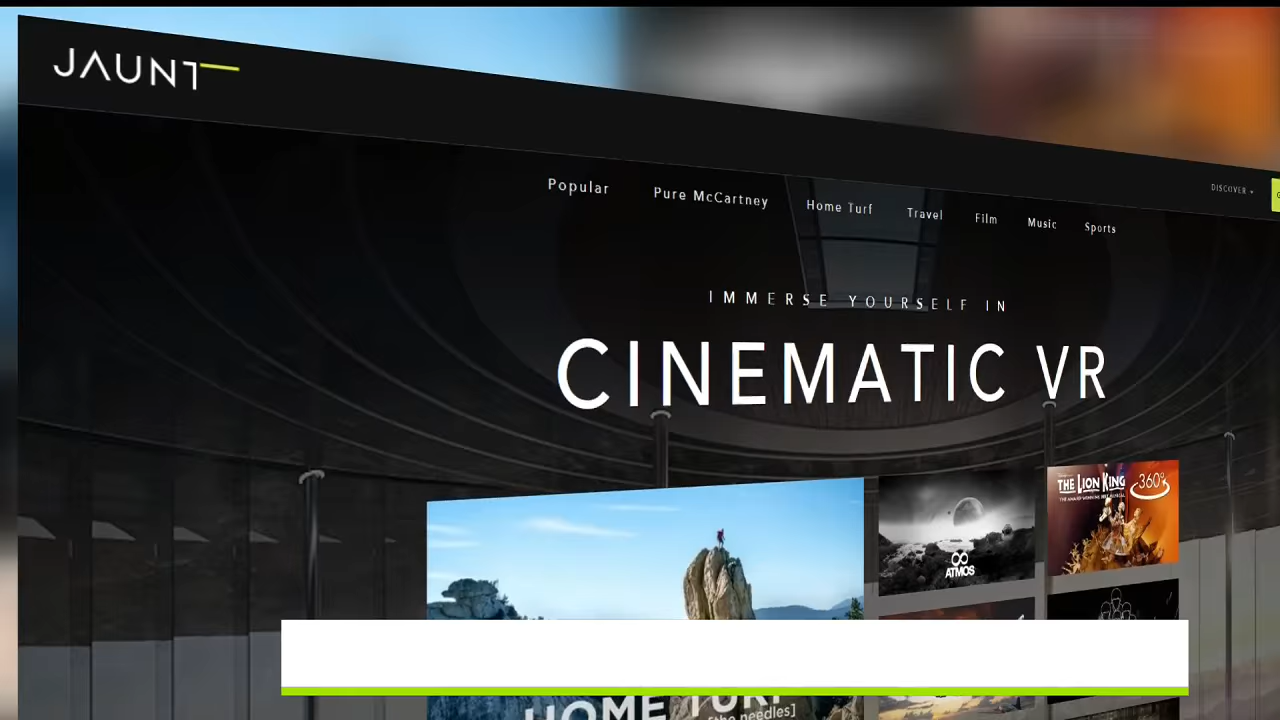 JAUNT
DISCOVER
Popular Pure McCartney Home Turf Travel Film Music Sports
IMMERSE YOURSELF IN
CINEMATIC VR
THE LION KING
360°
ATMOS
HOME TURF
[the needles]